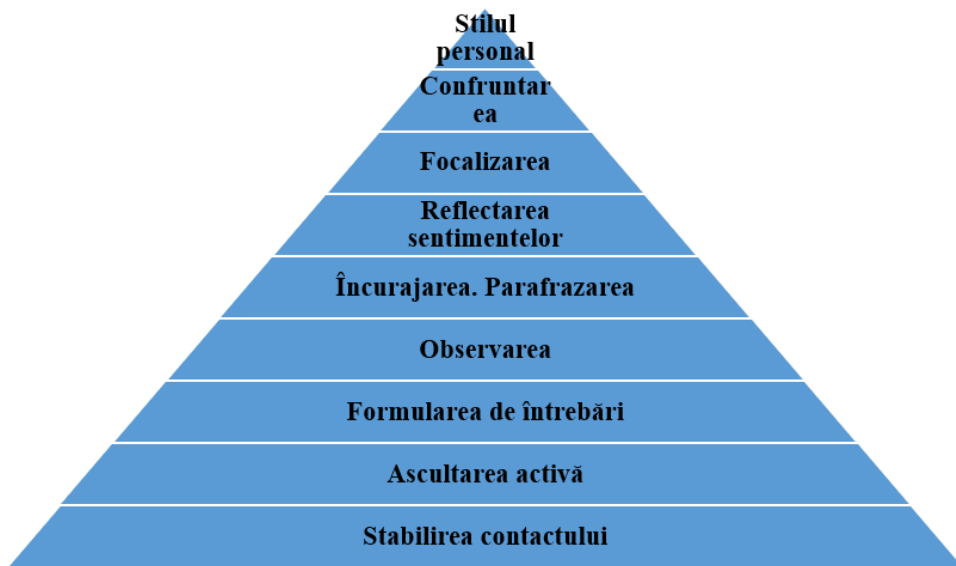 Stilul
personal
Confruntar
ea
Focalizarea
Reflectarea
sentimentelor
Încurajarea. Parafrazarea
Observarea
Formularea de întrebări
Ascultarea activă
Stabilirea contactului